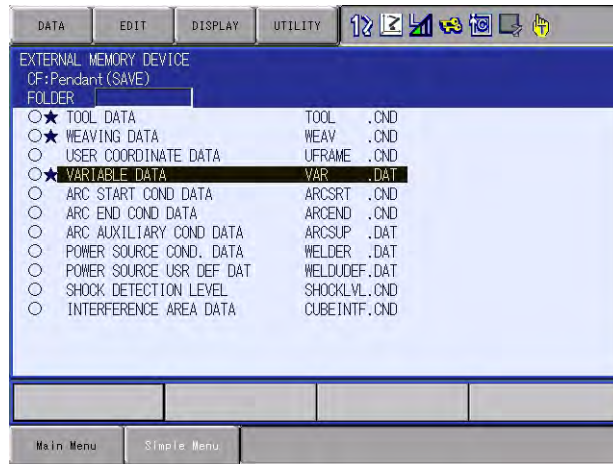 DATA EDIT DISPLAY UTILITY
EXTERNAL MEMORY DEVICE
CF:Pendant(SAVE)
FOLDER
○★ TOOL DATA TOOL .CND
○★ WEAVING DATA WEAV .CND
○ USER COORDINATE DATA UFRAME .CND
○★ VARIABLE DATA VAR .DAT
○ ARC START COND DATA ARCSRT .CND
○ ARC END COND DATA ARCEND .CND
○ ARC AUXILIARY COND DATA ARCSUP .DAT
○ POWER SOURCE COND. DATA WELDER .DAT
○ POWER SOURCE USR DEF DAT WELDUDEF.DAT
○ SHOCK DETECTION LEVEL SHOCKLVL.CND
○ INTERFERENCE AREA DATA CUBEINTF.CND
Main Menu Simple Menu